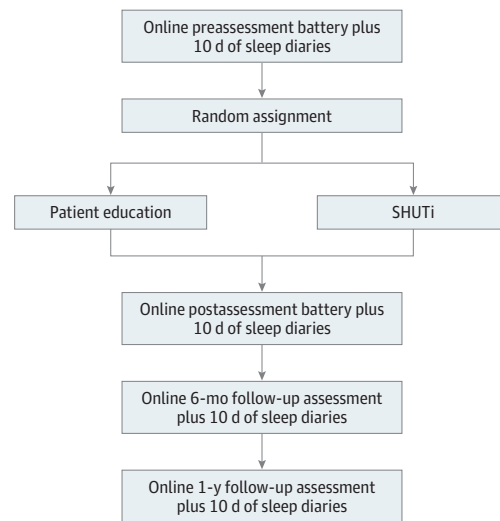 Online preassessment battery plus
10 d of sleep diaries
Random assignment
Patient education
SHUTi
Online postassessment battery plus
10 d of sleep diaries
Online 6-mo follow-up assessment
plus 10 d of sleep diaries
Online 1-y follow-up assessment
plus 10 d of sleep diaries